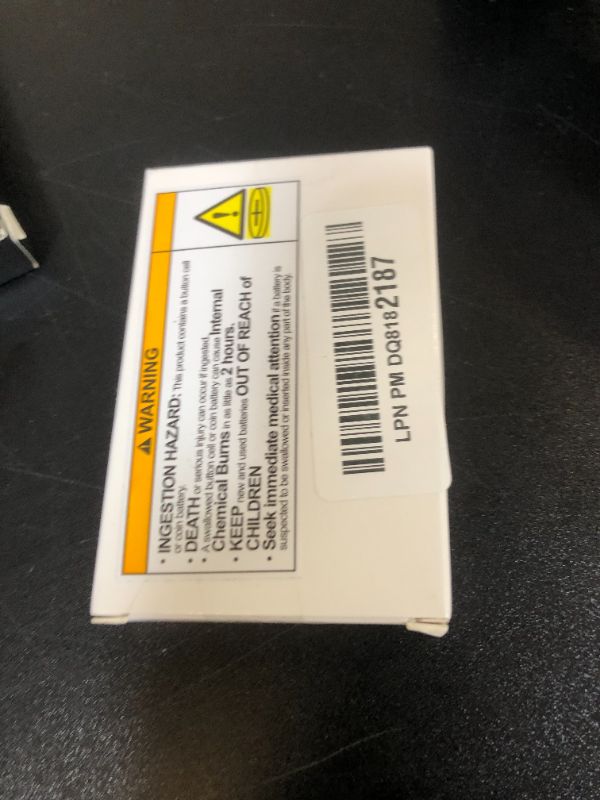 ⚠ WARNING
• INGESTION HAZARD: This product contains a button cell
or coin battery.
• DEATH or serious injury can occur if ingested.
• A swallowed button cell or coin battery can cause Internal
Chemical Burns in as little as 2 hours.
• KEEP new and used batteries OUT OF REACH of
CHILDREN
• Seek immediate medical attention if a battery is
suspected to be swallowed or inserted inside any part of the body.
LPN PM DQ8182187